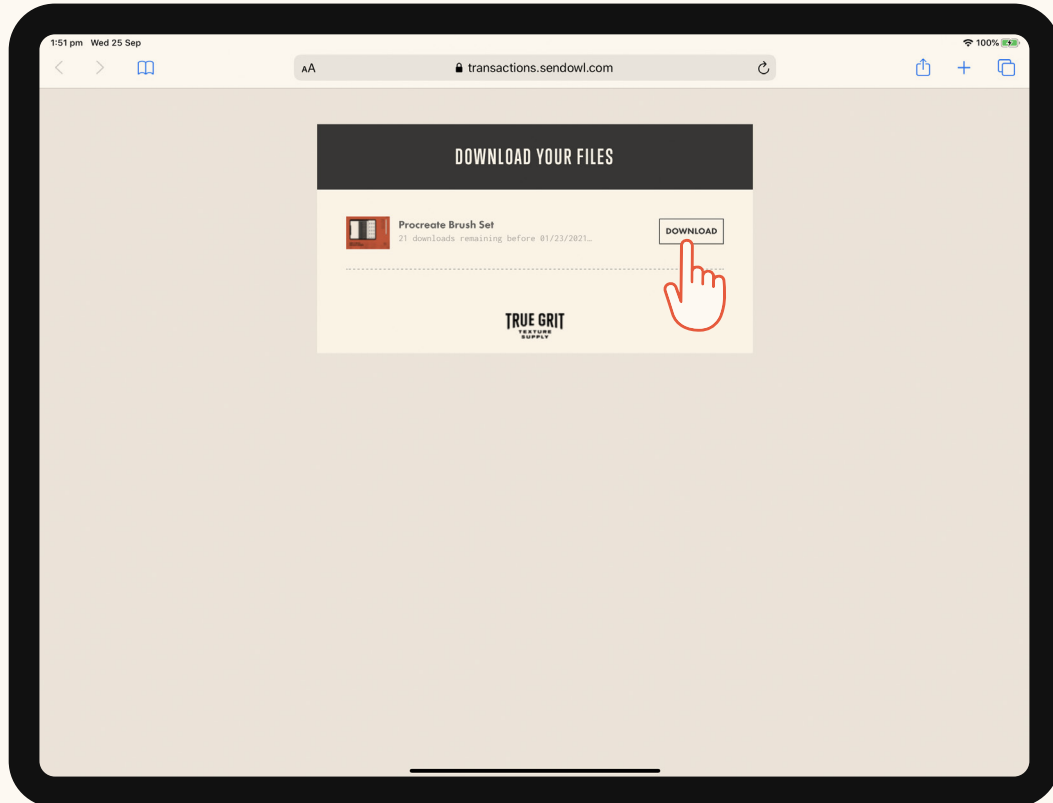 1:51 pm Wed 25 Sep 100%
AA transactions.sendowl.com
DOWNLOAD YOUR FILES
Procreate Brush Set
21 downloads remaining before 01/23/2021…
DOWNLOAD
TRUE GRIT
TEXTURE
SUPPLY